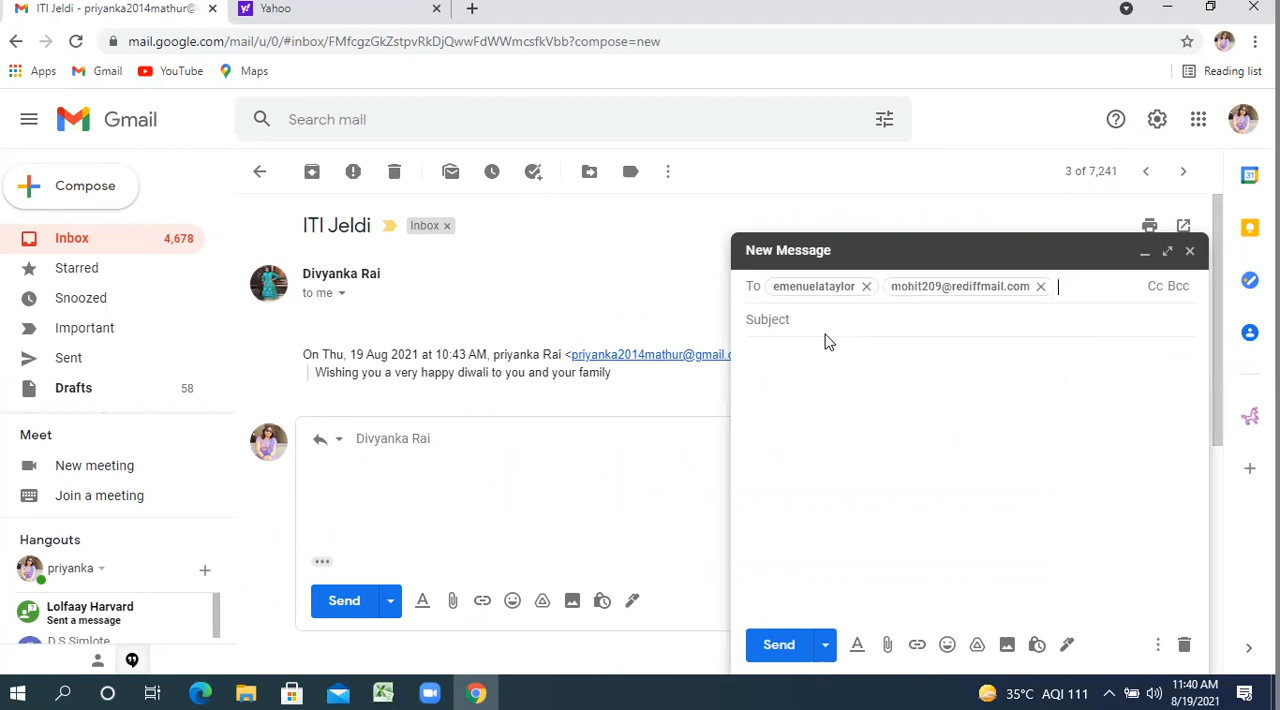 ITI Jeldi - priyanka2014mathur@
Yahoo
mail.google.com/mail/u/0/#inbox/FMfcgzGkZstpvRkDjQwwFdWWmcsfkVbb?compose=new
Apps
Gmail
YouTube
Maps
Reading list
Gmail
Search mail
Compose
3 of 7,241
Inbox 4,678
Starred
Snoozed
Important
Sent
Drafts 58
Meet
New meeting
Join a meeting
Hangouts
priyanka
Lolfaay Harvard
Sent a message
D S Simlote
ITI Jeldi
Inbox x
Divyanka Rai
to me
On Thu, 19 Aug 2021 at 10:43 AM, priyanka Rai <priyanka2014mathur@gmail.c
Wishing you a very happy diwali to you and your family
Divyanka Rai
Send
New Message
To emenuelataylor mohit209@rediffmail.com Cc Bcc
Subject
Send
31
35°C AQI 111
11:40 AM
8/19/2021